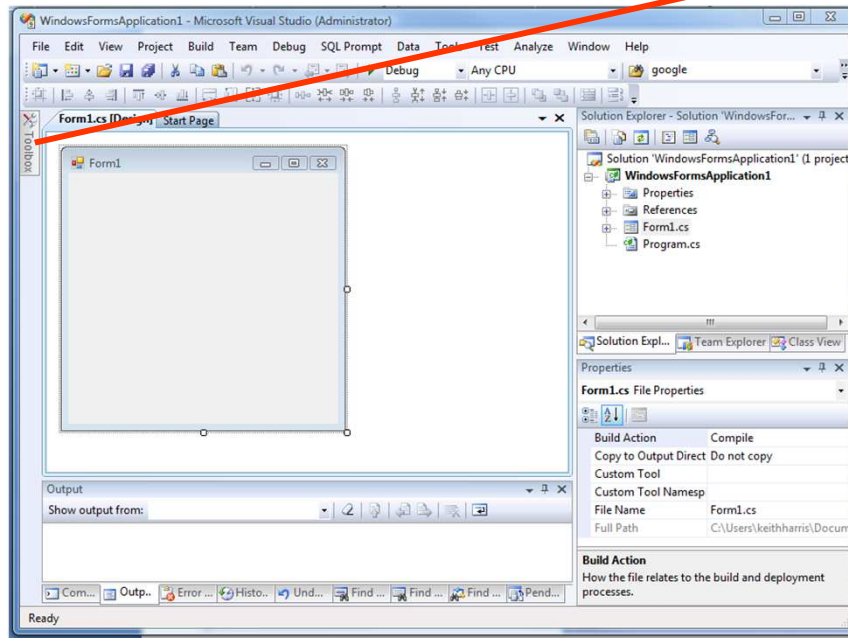 WindowsFormsApplication1 - Microsoft Visual Studio (Administrator)
File Edit View Project Build Team Debug SQL Prompt Data Tools Test Analyze Window Help
Debug Any CPU google
Toolbox
Form1.cs [Design] Start Page
Form1
Solution Explorer - Solution 'WindowsFor...
Solution 'WindowsFormsApplication1' (1 project
WindowsFormsApplication1
Properties
References
Form1.cs
Program.cs
Solution Expl... Team Explorer Class View
Properties
Form1.cs File Properties
Build Action Compile
Copy to Output Direct Do not copy
Custom Tool
Custom Tool Namesp
File Name Form1.cs
Full Path C:\Users\keithharris\Docum
Build Action
How the file relates to the build and deployment
processes.
Output
Show output from:
Com... Outp.. Error ... Histo.. Und... Find ... Find ... Find ... Pend...
Ready